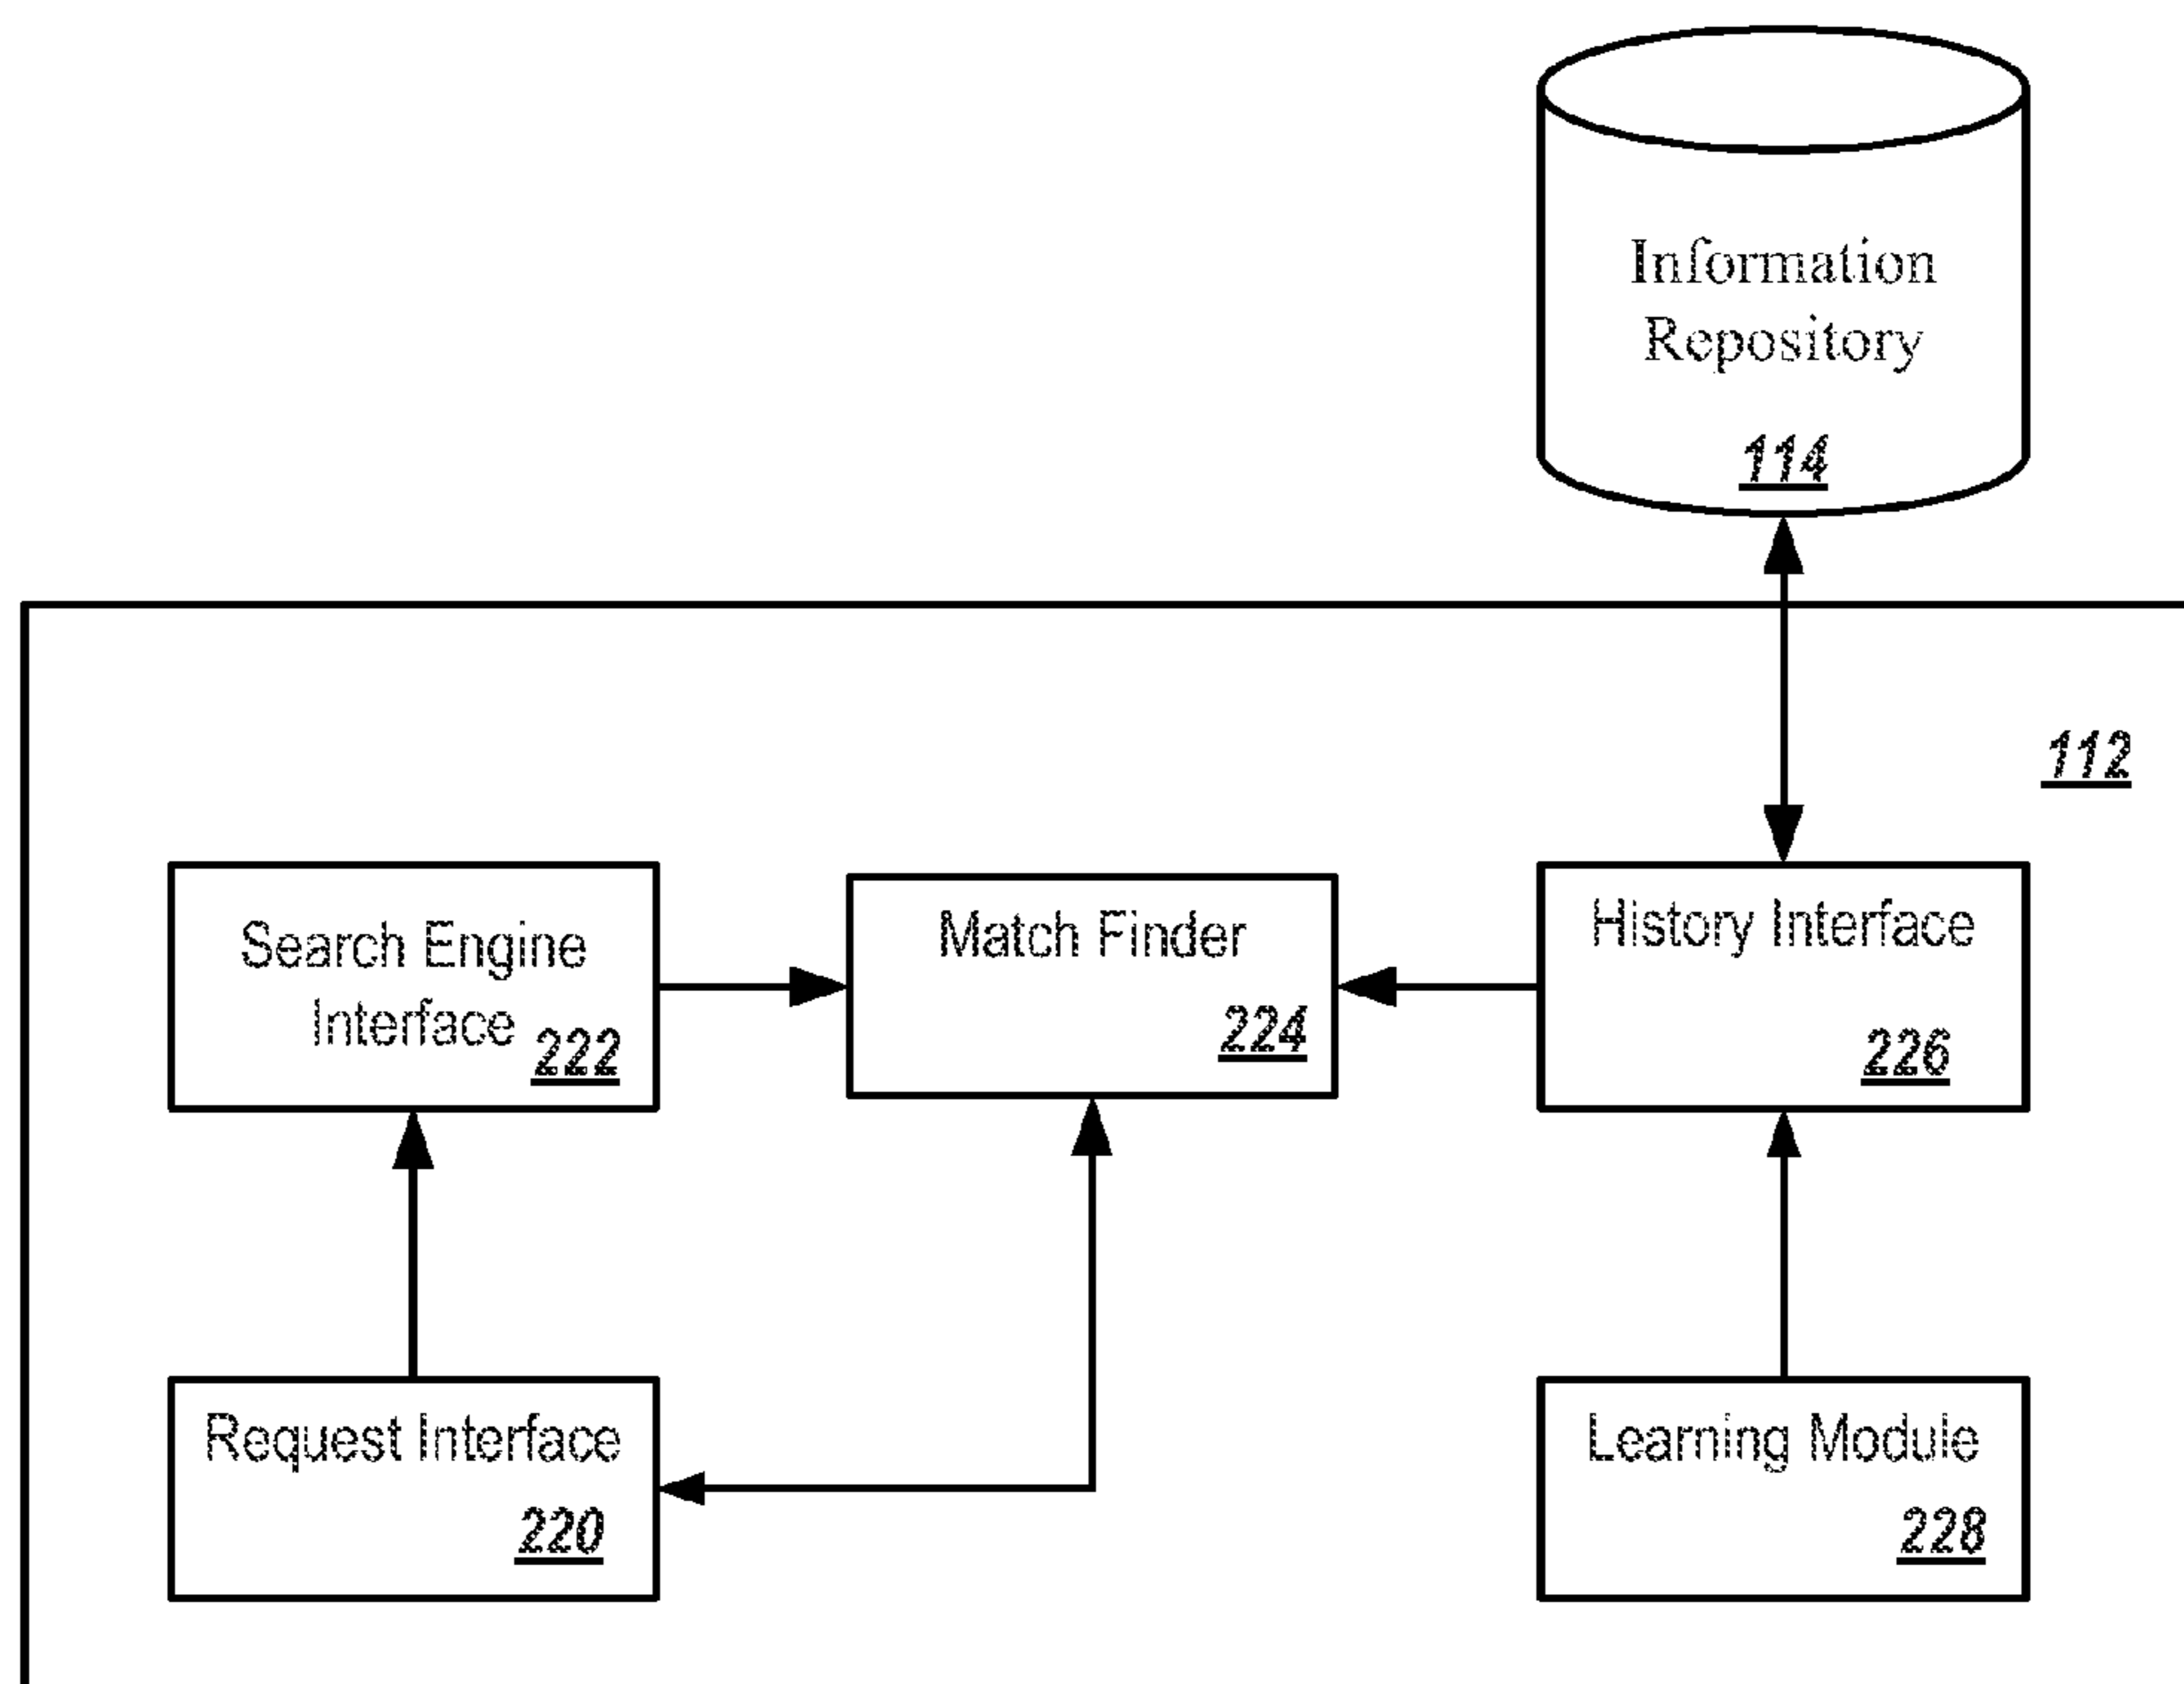 Information
Repository
114
112
Search Engine
Interface 222
Match Finder
224
History Interface
226
Request Interface
220
Learning Module
228